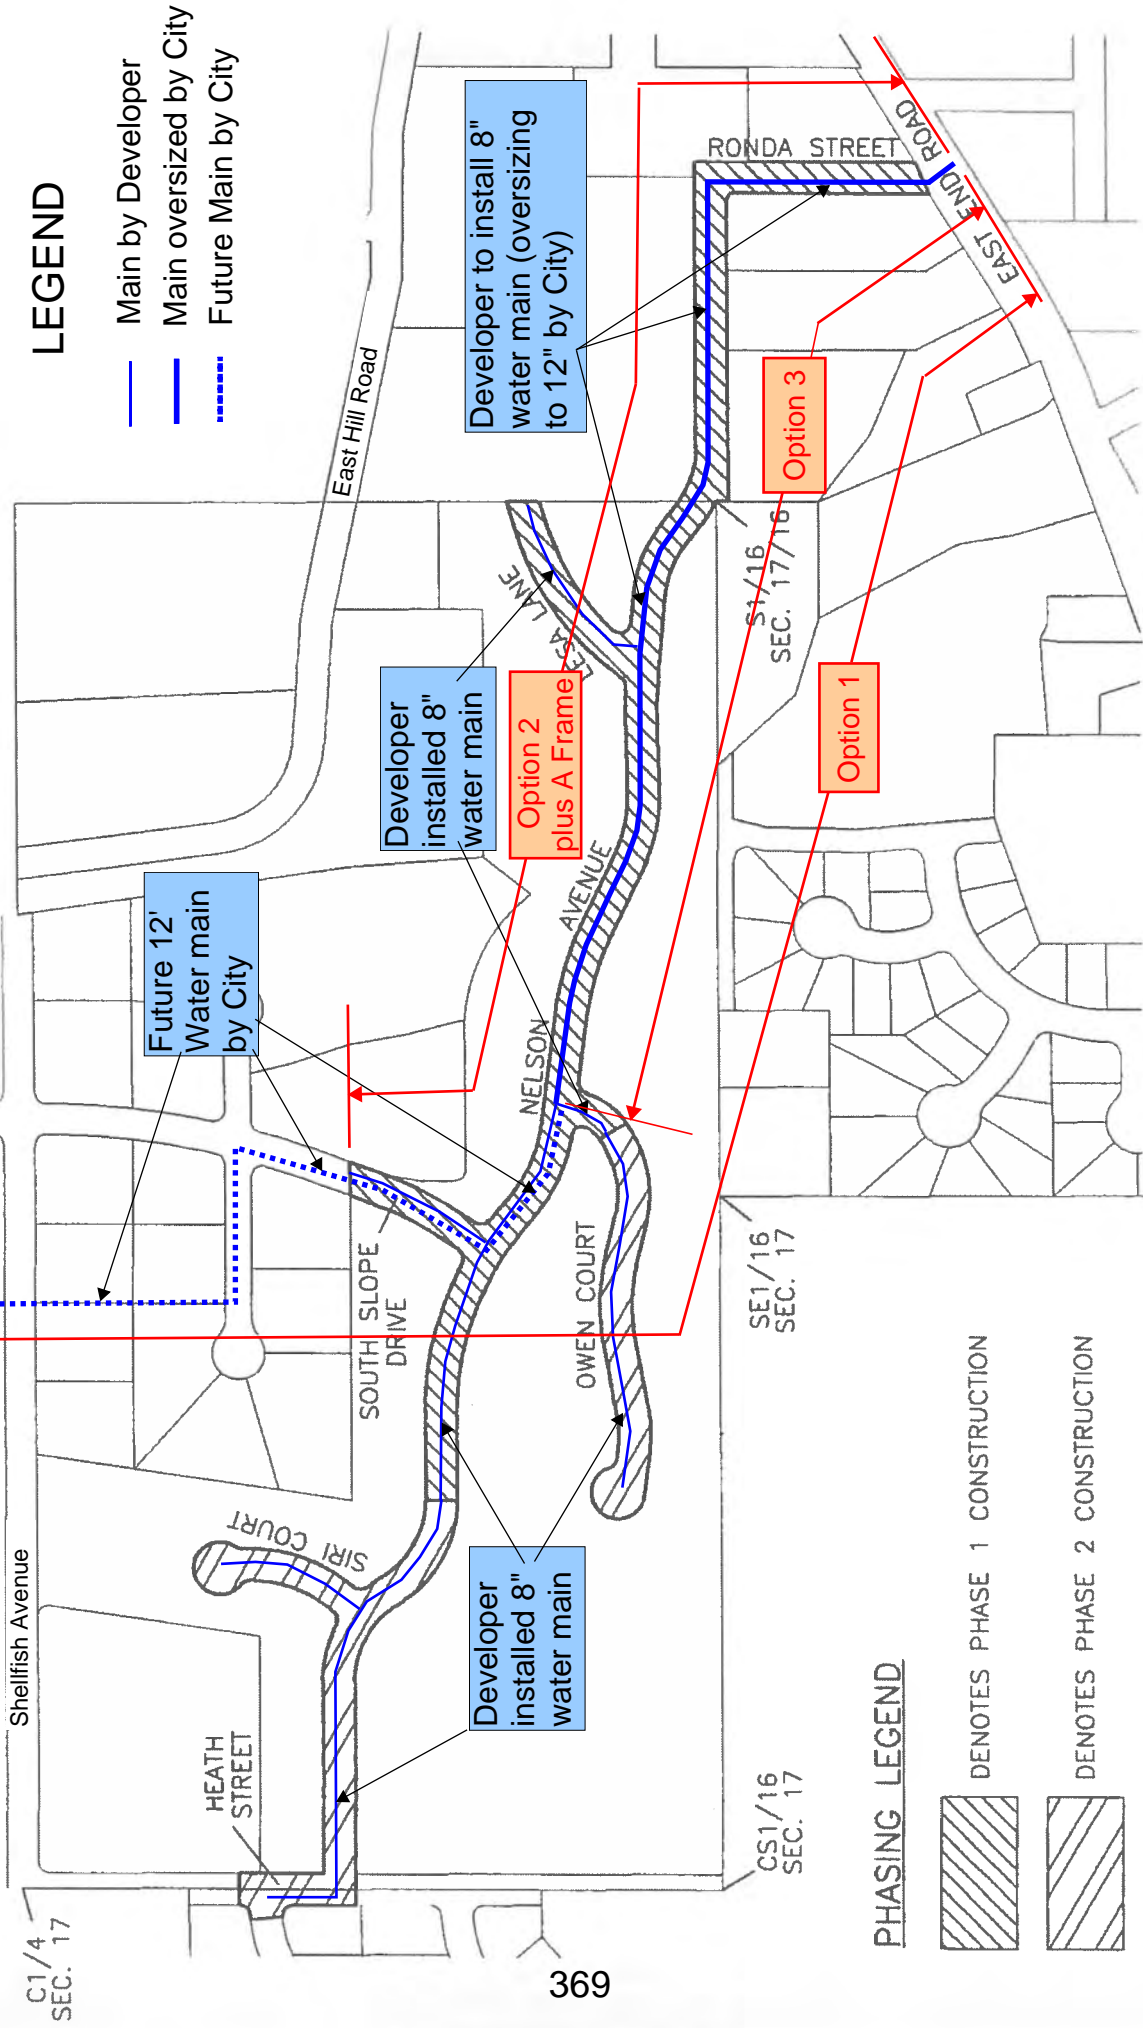 LEGEND
Main by Developer
Main oversized by City
Future Main by City
Shellfish Avenue
East Hill Road
C1/4
SEC. 17
HEATH
STREET
SIRI COURT
SOUTH SLOPE
DRIVE
Future 12'
Water main
by City
Developer
installed 8"
water main
Option 2
plus A Frame
LESA LANE
Developer to install 8"
water main (oversizing
to 12" by City)
RONDA STREET
EAST END ROAD
NELSON
AVENUE
OWEN COURT
Developer
installed 8"
water main
Option 3
Option 1
S1/16
SEC. 17/16
SE1/16
SEC. 17
CS1/16
SEC. 17
PHASING LEGEND
DENOTES PHASE 1 CONSTRUCTION
DENOTES PHASE 2 CONSTRUCTION
369